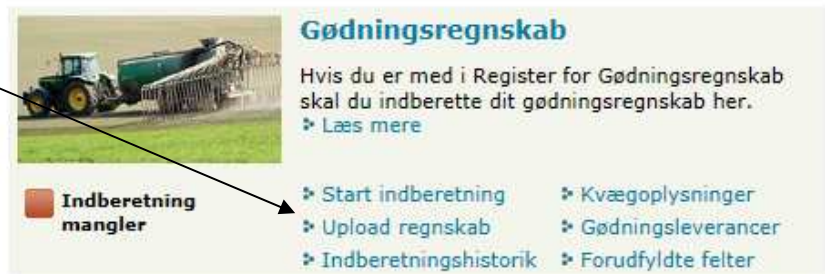 Gødningsregnskab
Hvis du er med i Register for Gødningsregnskab
skal du indberette dit gødningsregnskab her.
Læs mere
Indberetning
mangler
Start indberetning
Upload regnskab
Indberetningshistorik
Kvægoplysninger
Gødningsleverancer
Forudfyldte felter